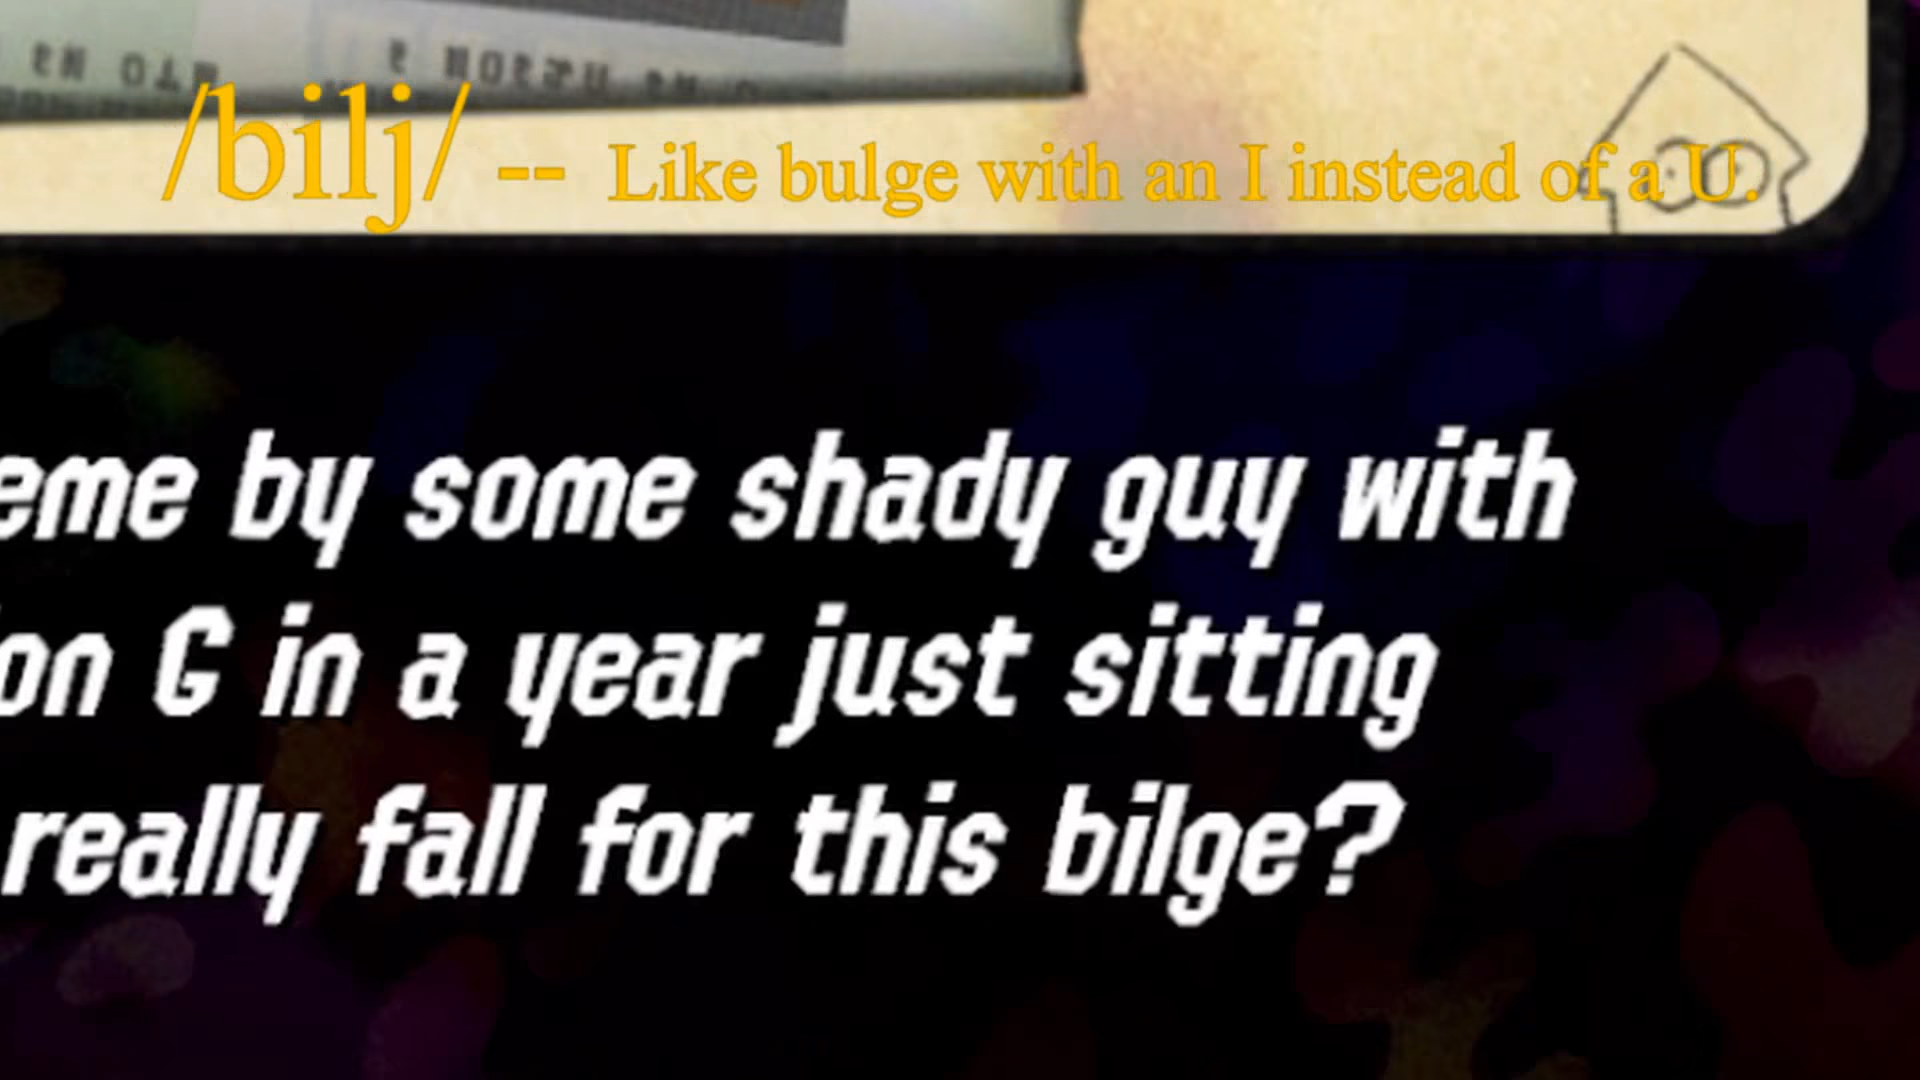 /bilj/ -- Like bulge with an I instead of a U.
eme by some shady guy with
on G in a year just sitting
really fall for this bilge?